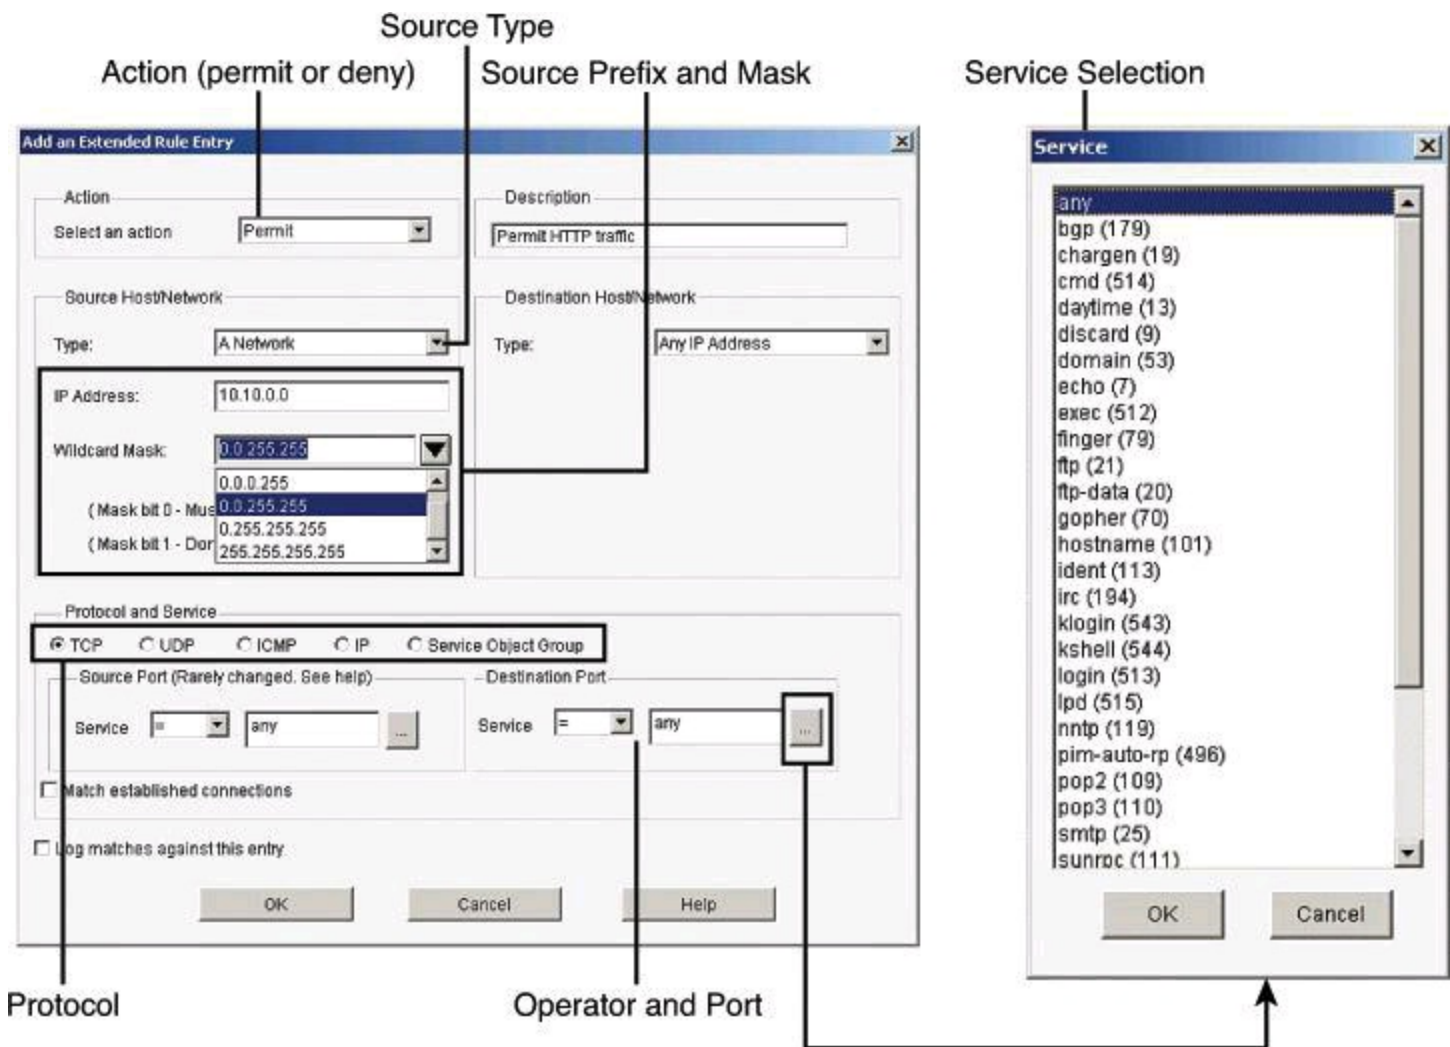 Source Type
Action (permit or deny)
Source Prefix and Mask
Service Selection
Add an Extended Rule Entry
Action
Select an action
Permit
Description
Permit HTTP traffic
Source Host/Network
Type:
A Network
IP Address:
10.10.0.0
Wildcard Mask:
0.0.255.255
0.0.0.255
0.0.255.255
0.255.255.255
255.255.255.255
(Mask bit 0 -
(Mask bit 1 -
Destination Host/Network
Type:
Any IP Address
Protocol and Service
TCP UDP ICMP IP Service Object Group
Source Port (Rarely changed. See help)
Service = any ...
Destination Port
Service = any ...
Match established connections
Log matches against this entry
OK Cancel Help
Service
any
bgp (179)
chargen (19)
cmd (514)
daytime (13)
discard (9)
domain (53)
echo (7)
exec (512)
finger (79)
ftp (21)
ftp-data (20)
gopher (70)
hostname (101)
ident (113)
irc (194)
klogin (543)
kshell (544)
login (513)
lpd (515)
nntp (119)
pim-auto-rp (496)
pop2 (109)
pop3 (110)
smtp (25)
sunrpc (111)
OK Cancel
Protocol
Operator and Port